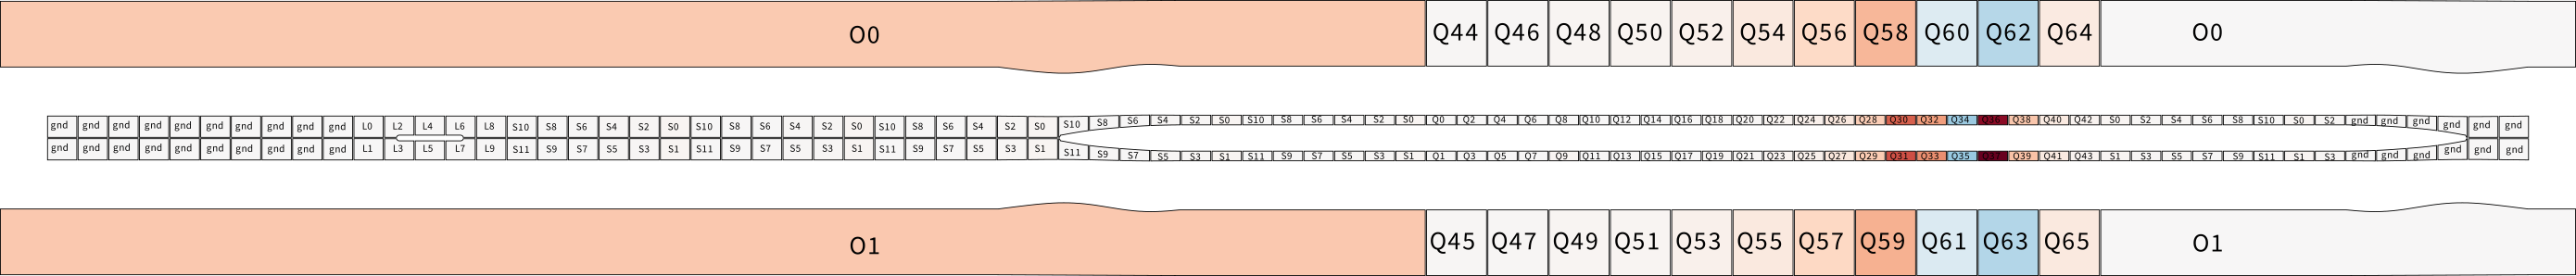 O0 Q44 Q46 Q48 Q50 Q52 Q54 Q56 Q58 Q60 Q62 Q64 O0
gnd gnd gnd gnd gnd gnd gnd gnd gnd gnd L0 L2 L4 L6 L8 S10 S8 S6 S4 S2 S0 S10 S8 S6 S4 S2 S0 S10 S8 S6 S4 S2 S0 S10 S8 S6 S4 S2 S0 S10 S8 S6 S4 S2 S0 Q0 Q2 Q4 Q6 Q8 Q10 Q12 Q14 Q16 Q18 Q20 Q22 Q24 Q26 Q28 Q30 Q32 Q34 Q36 Q38 Q40 Q42 S0 S2 S4 S6 S8 S10 S0 S2 gnd gnd gnd gnd gnd gnd
gnd gnd gnd gnd gnd gnd gnd gnd gnd gnd L1 L3 L5 L7 L9 S11 S9 S7 S5 S3 S1 S11 S9 S7 S5 S3 S1 S11 S9 S7 S5 S3 S1 S11 S9 S7 S5 S3 S1 S11 S9 S7 S5 S3 S1 Q1 Q3 Q5 Q7 Q9 Q11 Q13 Q15 Q17 Q19 Q21 Q23 Q25 Q27 Q29 Q31 Q33 Q35 Q37 Q39 Q41 Q43 S1 S3 S5 S7 S9 S11 S1 S3 gnd gnd gnd gnd gnd gnd
O1 Q45 Q47 Q49 Q51 Q53 Q55 Q57 Q59 Q61 Q63 Q65 O1